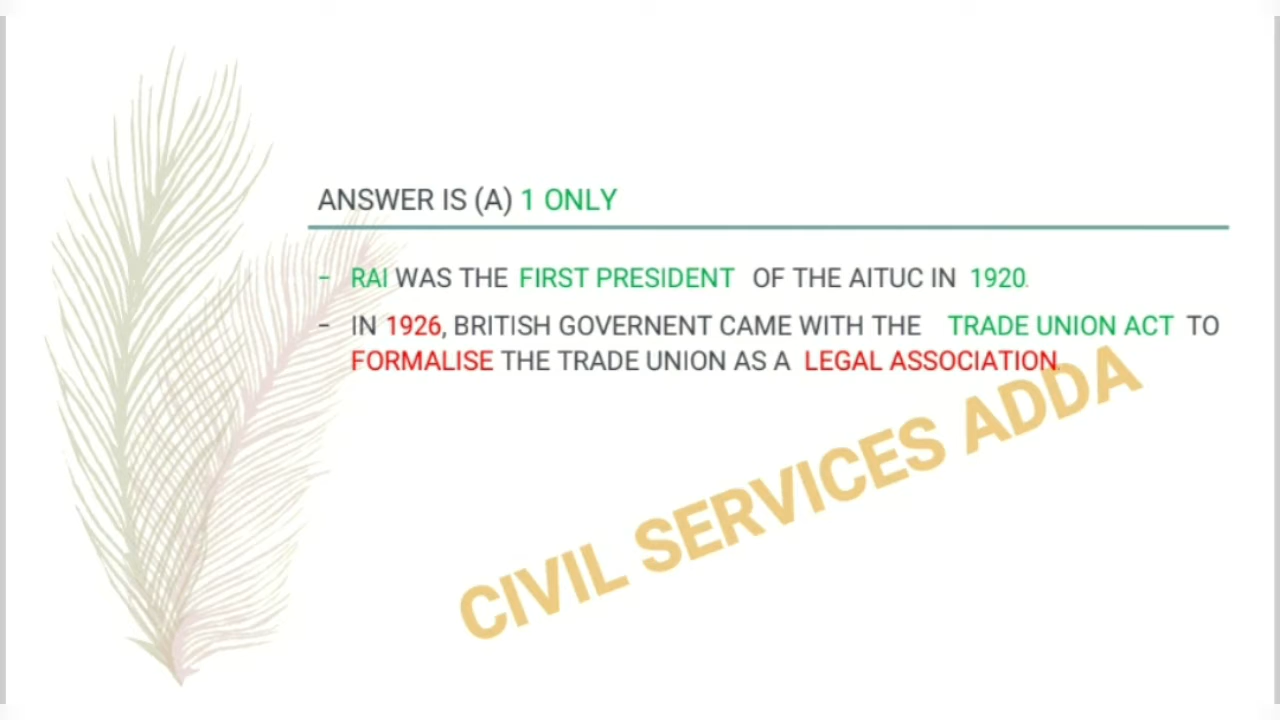 ANSWER IS (A) 1 ONLY
- RAI WAS THE FIRST PRESIDENT OF THE AITUC IN 1920.
- IN 1926, BRITISH GOVERNENT CAME WITH THE TRADE UNION ACT TO
FORMALISE THE TRADE UNION AS A LEGAL ASSOCIATION.
CIVIL SERVICES ADDA